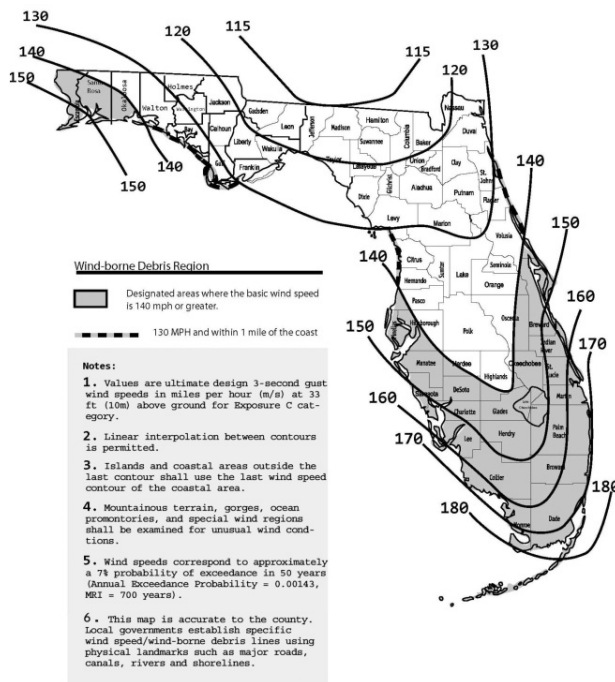 130
120
115
140
115
130
150
120
140
150
140
150
140
160
150
170
160
170
180
180
Santa
Rosa
Okaloosa
Holmes
Walton
Washington
Jackson
Bay
Calhoun
Gulf
Liberty
Gadsden
Leon
Wakulla
Franklin
Jefferson
Madison
Taylor
Hamilton
Suwannee
Lafayette
Dixie
Columbia
Gilchrist
Levy
Baker
Union
Bradford
Alachua
Marion
Nassau
Duval
Clay
St.
Johns
Putnam
Flagler
Volusia
Citrus
Sumter
Hernando
Pasco
Lake
Seminole
Orange
Osceola
Brevard
Hillsborough
Polk
Indian
River
Manatee
Hardee
Highlands
Okeechobee
St.
Lucie
Sarasota
DeSoto
Martin
Charlotte
Glades
Lee
Hendry
Palm
Beach
Collier
Broward
Monroe
Dade
Wind-borne Debris Region
Designated areas where the basic wind speed
is 140 mph or greater.
130 MPH and within 1 mile of the coast
Notes:
1. Values are ultimate design 3-second gust
wind speeds in miles per hour (m/s) at 33
ft (10m) above ground for Exposure C cat-
egory.
2. Linear interpolation between contours
is permitted.
3. Islands and coastal areas outside the
last contour shall use the last wind speed
contour of the coastal area.
4. Mountainous terrain, gorges, ocean
promontories, and special wind regions
shall be examined for unusual wind cond-
tions.
5. Wind speeds correspond to approximately
a 7% probability of exceedance in 50 years
(Annual Exceedance Probability = 0.00143,
MRI = 700 years).
6. This map is accurate to the county.
Local governments establish specific
wind speed/wind-borne debris lines using
physical landmarks such as major roads,
canals, rivers and shorelines.